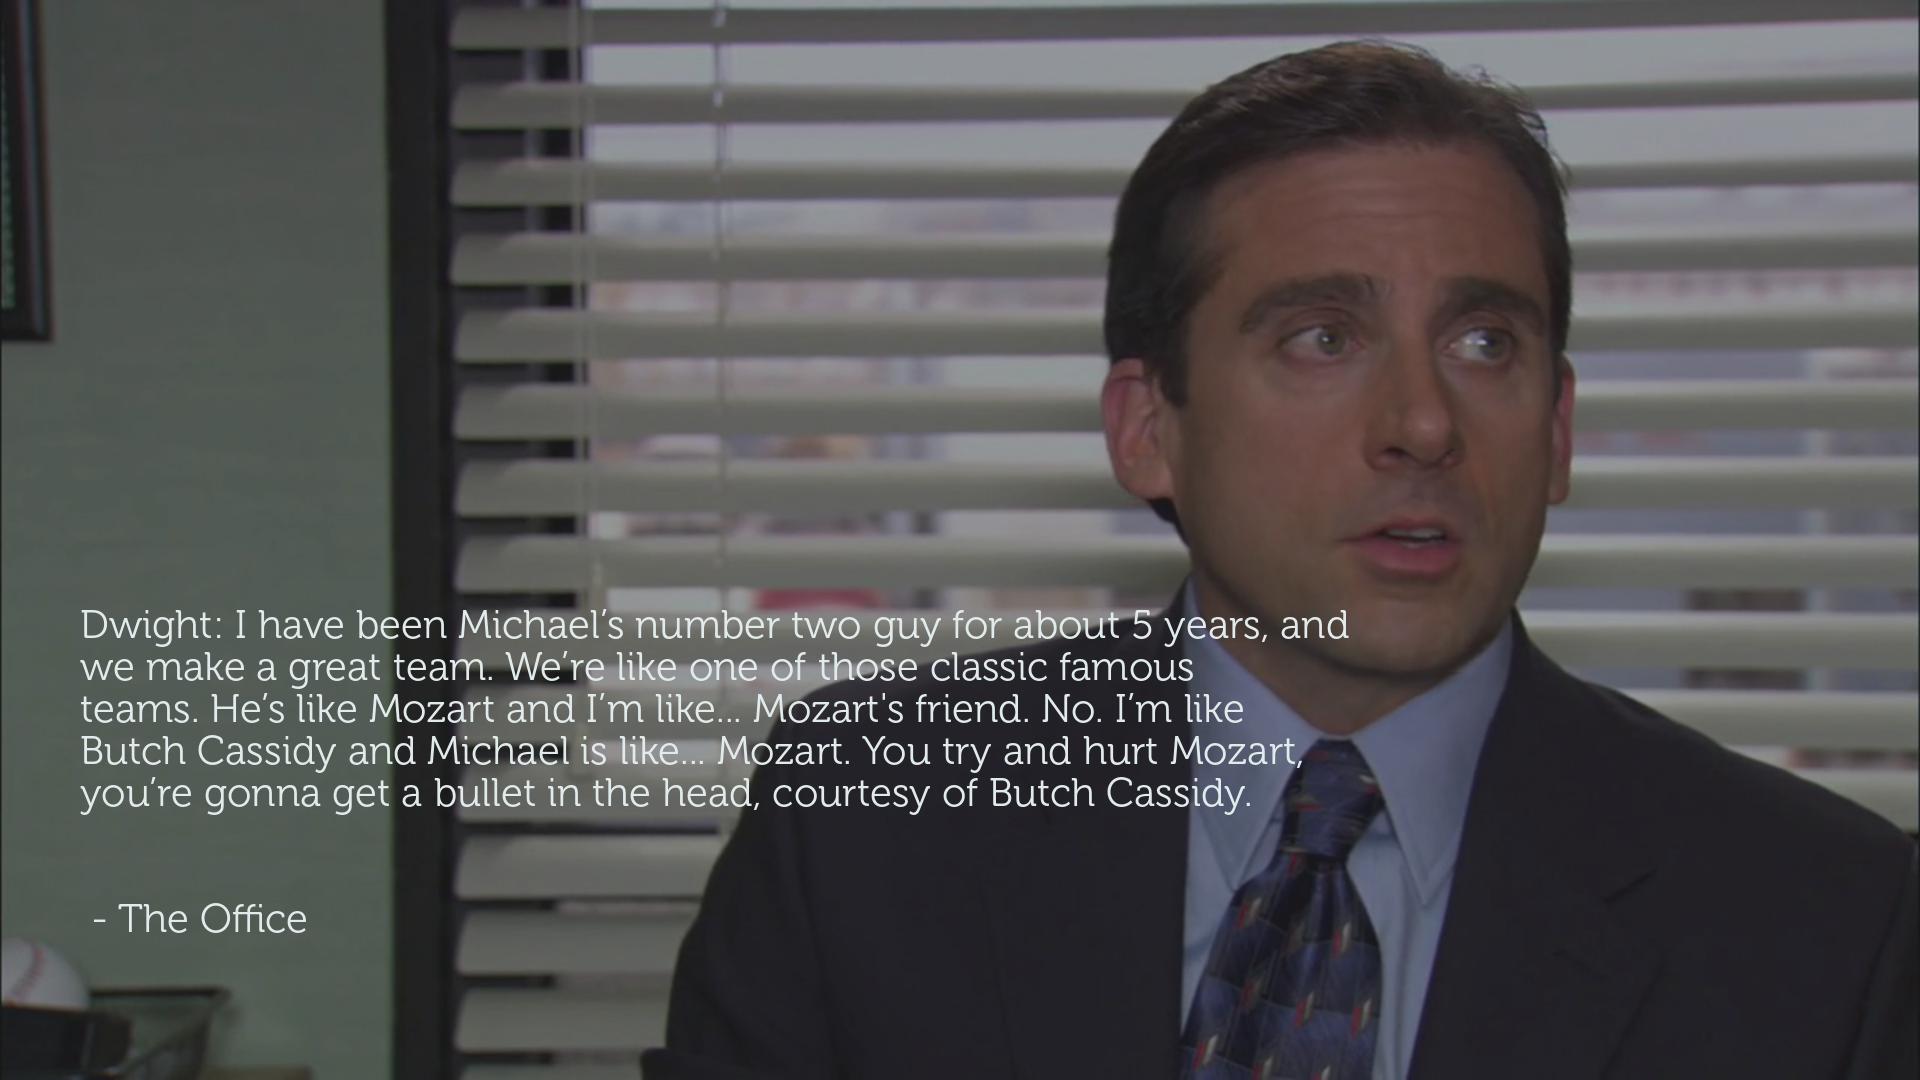 Dwight: I have been Michael’s number two guy for about 5 years, and
we make a great team. We’re like one of those classic famous
teams. He’s like Mozart and I’m like... Mozart's friend. No. I’m like
Butch Cassidy and Michael is like... Mozart. You try and hurt Mozart,
you’re gonna get a bullet in the head, courtesy of Butch Cassidy.
- The Office